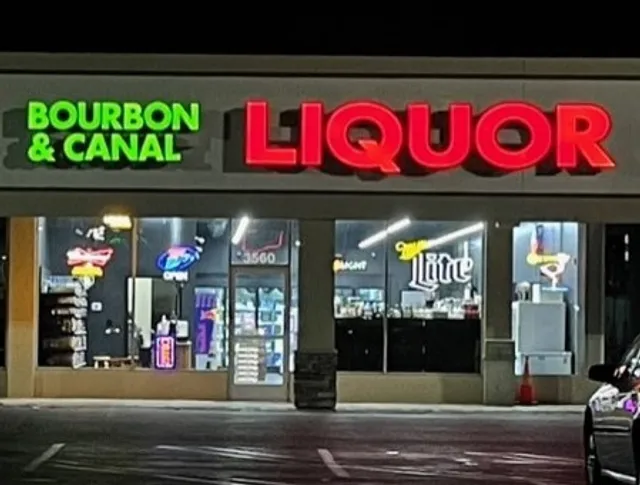 BOURBON
& CANAL
LIQUOR
3560
OPEN
Lite